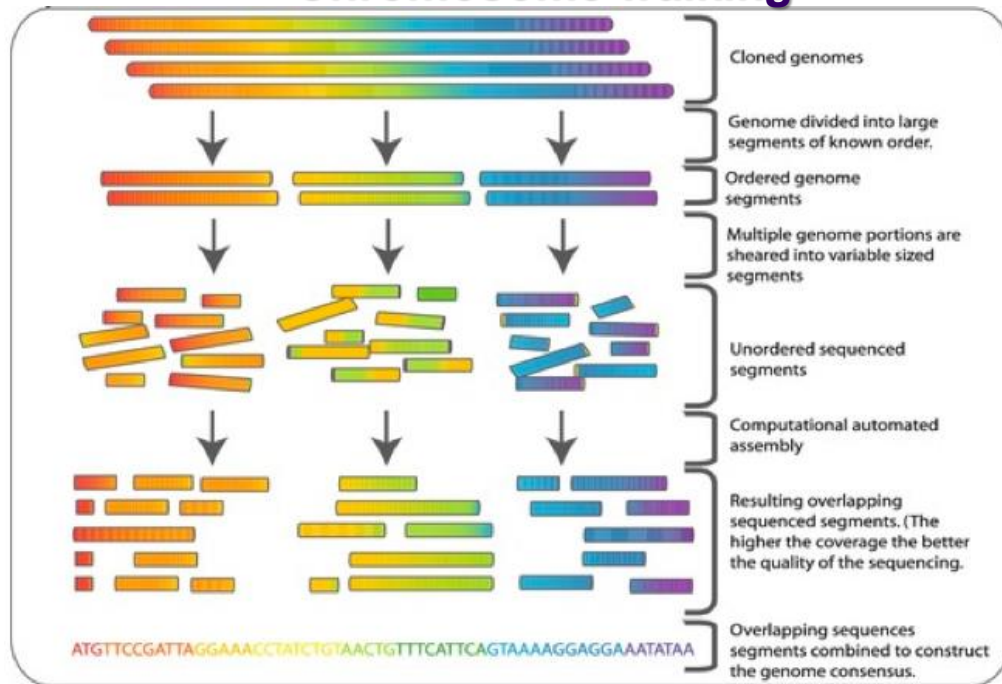 Cloned genomes
Genome divided into large
segments of known order.
Ordered genome
segments
Multiple genome portions are
sheared into variable sized
segments
Unordered sequenced
segments
Computational automated
assembly
Resulting overlapping
sequenced segments. (The
higher the coverage the better
the quality of the sequencing.
ATGTTCCGATTAGGAAACCTATCTGTAACTGTTTCATTCAGTAAAAGGAGGAAATATAA
Overlapping sequences
segments combined to construct
the genome consensus.